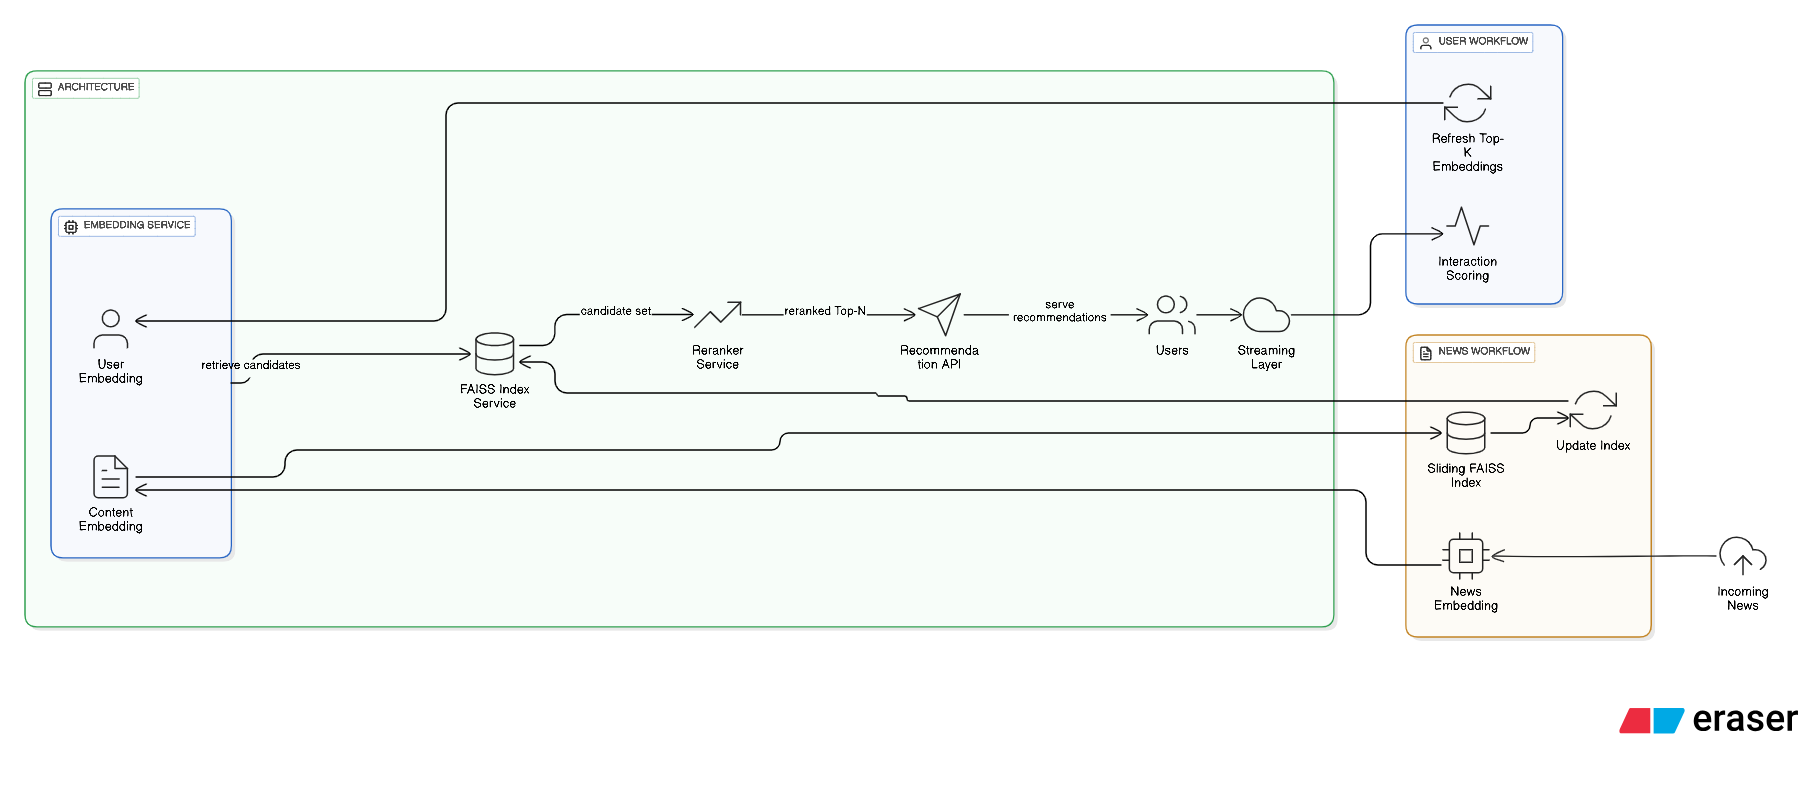 USER WORKFLOW
ARCHITECTURE
Refresh Top-
K
Embeddings
EMBEDDING SERVICE
Interaction
Scoring
candidate set
reranked Top-N
serve
recommendations
User
Embedding
retrieve candidates
Reranker
Service
Recommenda
tion API
Users
Streaming
Layer
NEWS WORKFLOW
FAISS Index
Service
Update Index
Sliding FAISS
Index
Content
Embedding
News
Embedding
Incoming
News
eraser